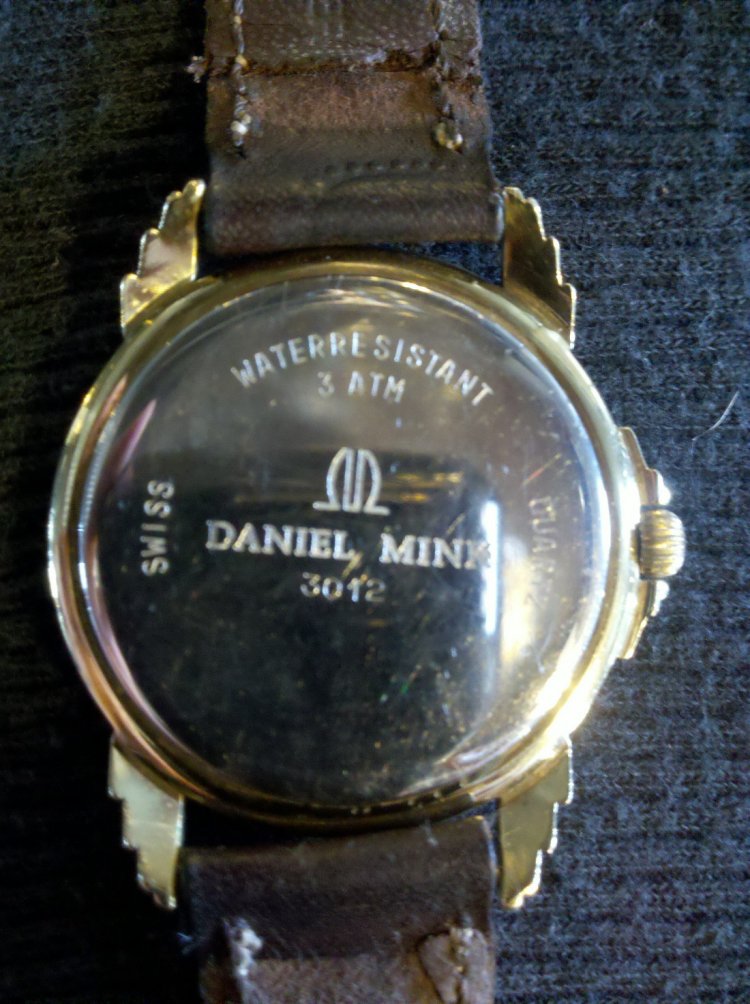 WATERRESISTANT
3 ATM
SWISS
DANIEL MINK
3012
QUARTZ